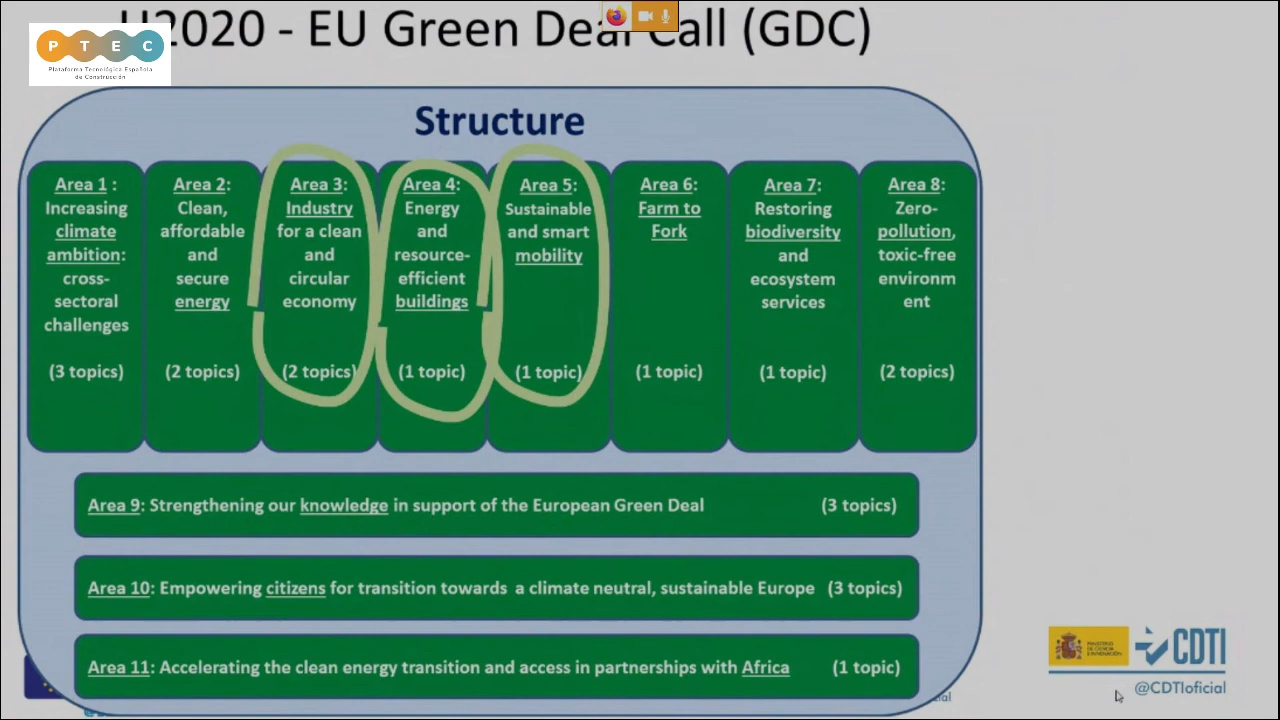 2020 - EU Green Deal Call (GDC)
P T E C
Plataforma Tecnológica Española
de Construcción
Structure
Area 1 :
Increasing
climate
ambition:
cross-
sectoral
challenges
(3 topics)
Area 2:
Clean,
affordable
and
secure
energy
(2 topics)
Area 3:
Industry
for a clean
and
circular
economy
(2 topics)
Area 4:
Energy
and
resource-
efficient
buildings
(1 topic)
Area 5:
Sustainable
and smart
mobility
(1 topic)
Area 6:
Farm to
Fork
(1 topic)
Area 7:
Restoring
biodiversity
and
ecosystem
services
(1 topic)
Area 8:
Zero-
pollution,
toxic-free
environm
ent
(2 topics)
Area 9: Strengthening our knowledge in support of the European Green Deal (3 topics)
Area 10: Empowering citizens for transition towards a climate neutral, sustainable Europe (3 topics)
Area 11: Accelerating the clean energy transition and access in partnerships with Africa (1 topic)
CDTI
@CDTIoficial